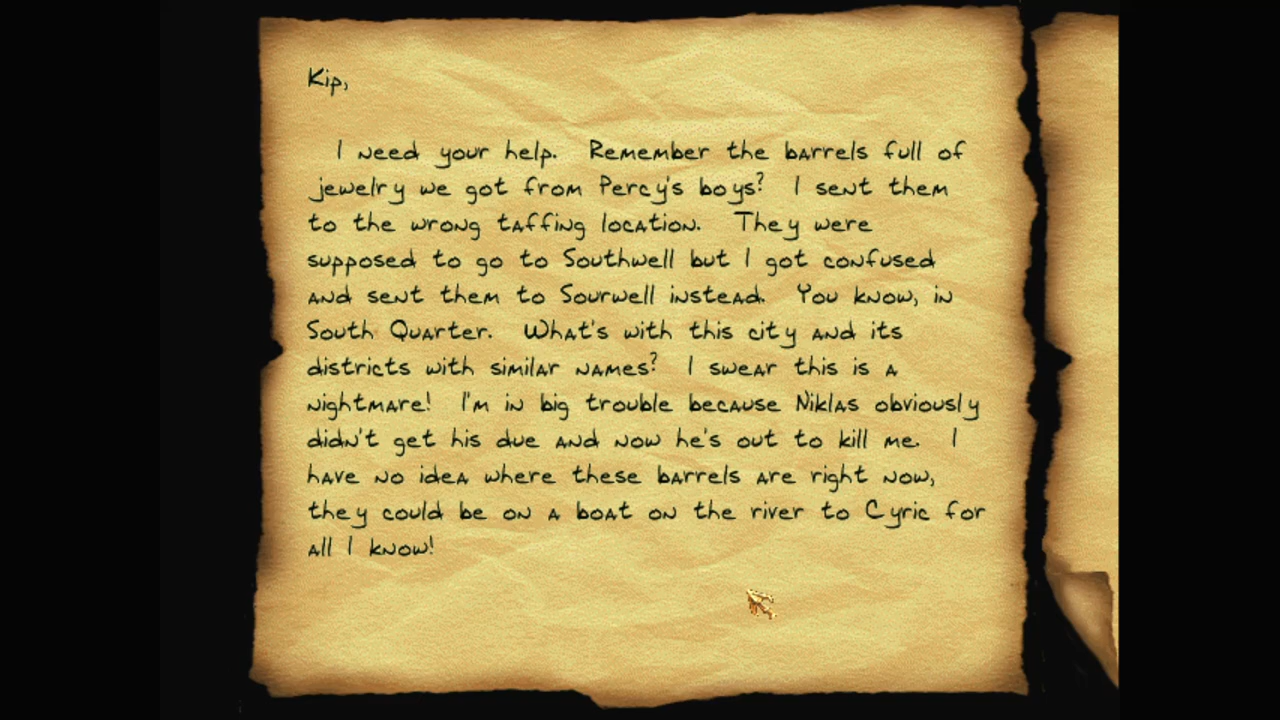 Kip,
I need your help. Remember the barrels full of
jewelry we got from Percy's boys? I sent them
to the wrong taffing location. They were
supposed to go to Southwell but I got confused
and sent them to Sourwell instead. You know, in
South Quarter. What's with this city and its
districts with similar names? I swear this is a
nightmare! I'm in big trouble because Niklas obviously
didn't get his due and now he's out to kill me. I
have no idea where these barrels are right now,
they could be on a boat on the river to Cyric for
all I know!